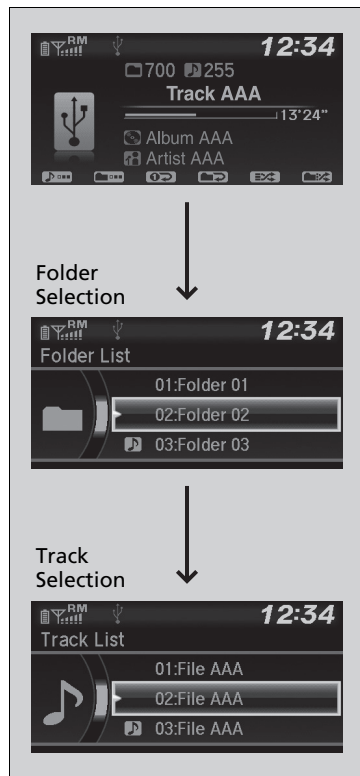 RM 12:34
700 255
Track AAA
13'24"
Album AAA
Artist AAA
Folder
Selection
RM 12:34
Folder List
01:Folder 01
02:Folder 02
03:Folder 03
Track
Selection
RM 12:34
Track List
01:File AAA
02:File AAA
03:File AAA